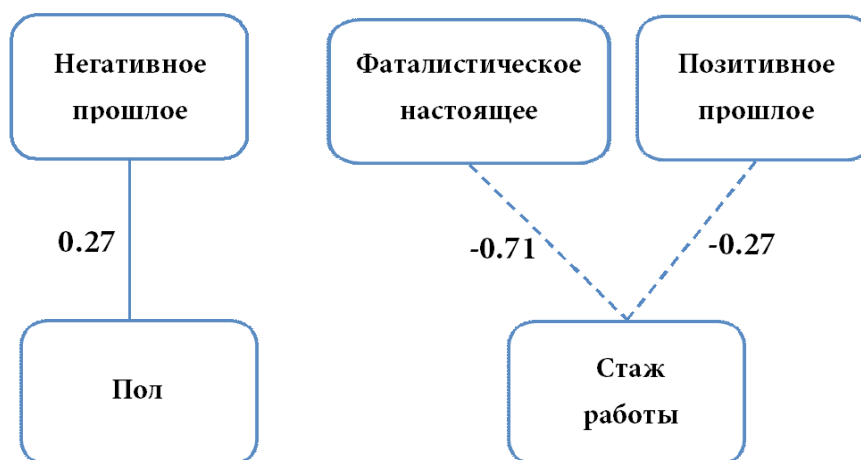 Негативное
прошлое
Фаталистическое
настоящее
Позитивное
прошлое
0.27
-0.71
-0.27
Пол
Стаж
работы